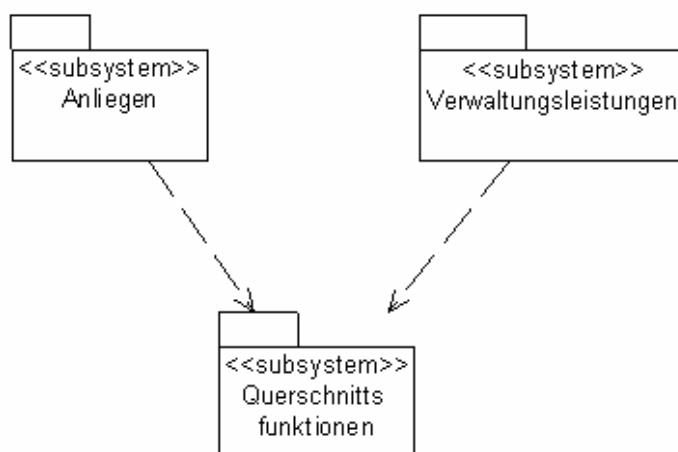 <<subsystem>>
Anliegen
<<subsystem>>
Verwaltungsleistungen
<<subsystem>>
Querschnitts
funktionen